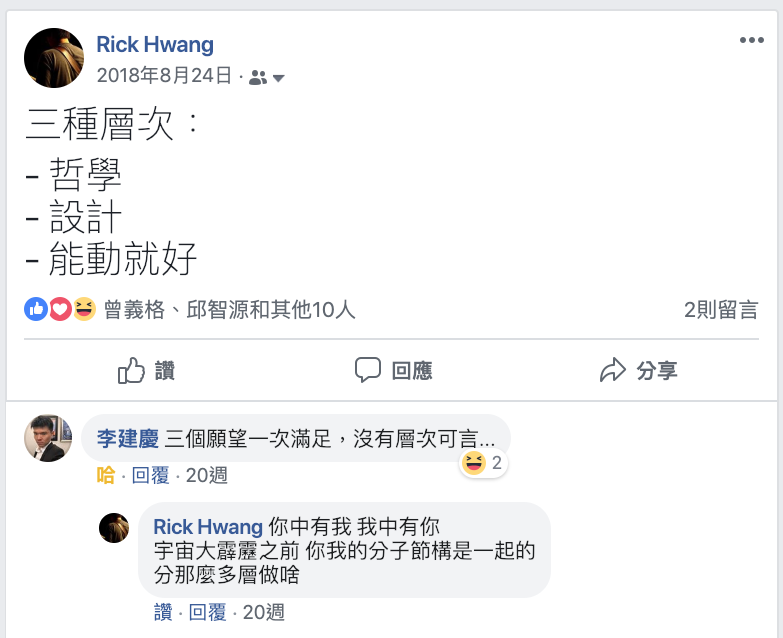 Rick Hwang
2018年8月24日 ·
三種層次：
- 哲學
- 設計
- 能動就好
曾義格、邱智源和其他10人 2則留言
讚 回應 分享
李建慶 三個願望一次滿足，沒有層次可言...
2
哈 · 回覆 · 20週
Rick Hwang 你中有我 我中有你
宇宙大霹靂之前 你我的分子節構是一起的
分那麼多層做啥
讚 · 回覆 · 20週